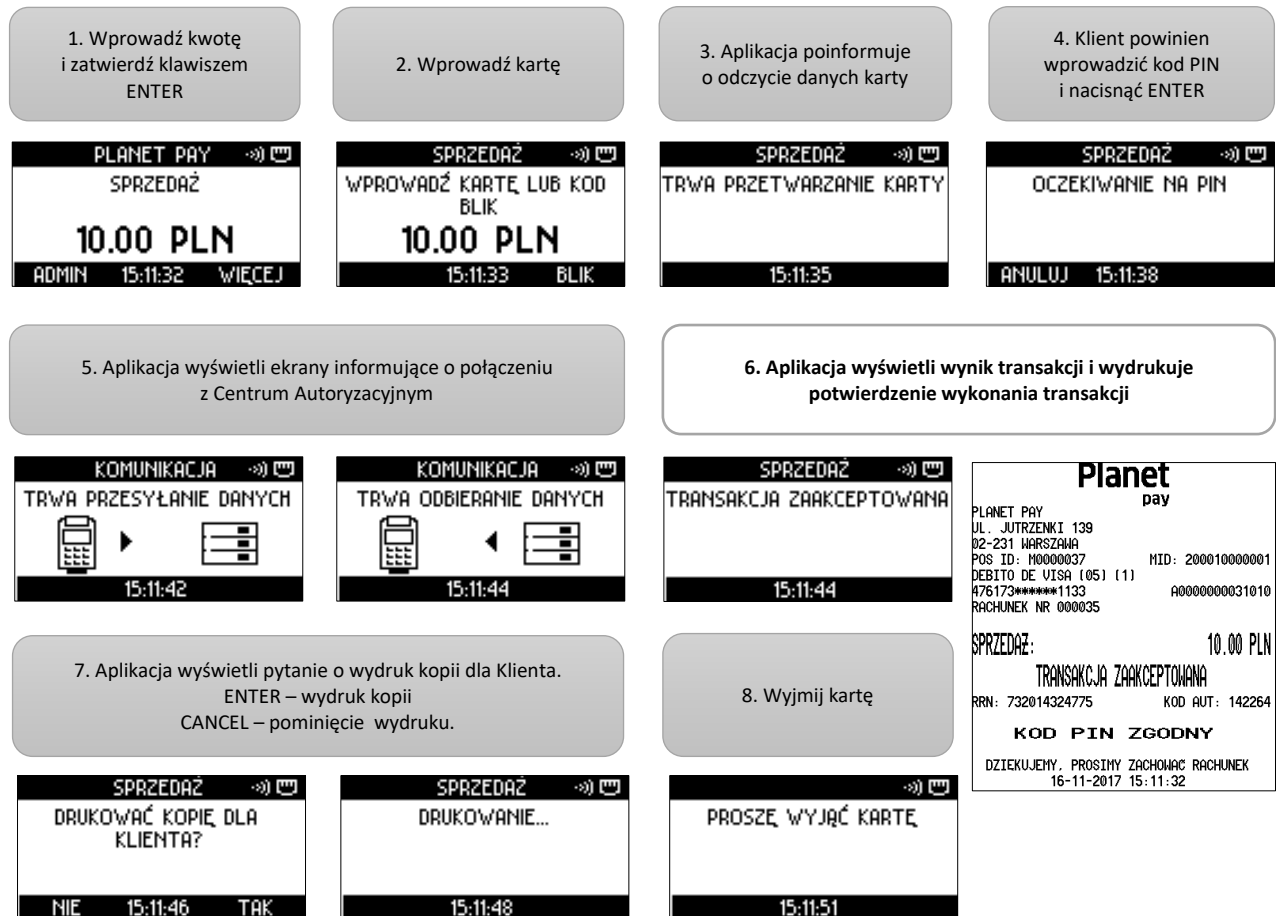 1. Wprowadź kwotę
i zatwierdź klawiszem
ENTER
2. Wprowadź kartę
3. Aplikacja poinformuje
o odczycie danych karty
4. Klient powinien
wprowadzić kod PIN
i nacisnąć ENTER
PLANET PAY
SPRZEDAŻ
10.00 PLN
ADMIN 15:11:32 WIĘCEJ
SPRZEDAŻ
WPROWADŹ KARTĘ LUB KOD
BLIK
10.00 PLN
15:11:33 BLIK
SPRZEDAŻ
TRWA PRZETWARZANIE KARTY
15:11:35
SPRZEDAŻ
OCZEKIWANIE NA PIN
ANULUJ 15:11:38
5. Aplikacja wyświetli ekrany informujące o połączeniu
z Centrum Autoryzacyjnym
6. Aplikacja wyświetli wynik transakcji i wydrukuje
potwierdzenie wykonania transakcji
KOMUNIKACJA
TRWA PRZESYŁANIE DANYCH
15:11:42
KOMUNIKACJA
TRWA ODBIERANIE DANYCH
15:11:44
SPRZEDAŻ
TRANSAKCJA ZAAKCEPTOWANA
15:11:44
Planet
pay
PLANET PAY
UL. JUTRZENKI 139
02-231 WARSZAWA
POS ID: M0000037 MID: 200010000001
DEBITO DE VISA (05) (1)
476173******1133 A0000000031010
RACHUNEK NR 000035
SPRZEDAŻ: 10.00 PLN
TRANSAKCJA ZAAKCEPTOWANA
RRN: 732014324775 KOD AUT: 142264
KOD PIN ZGODNY
DZIEKUJEMY, PROSIMY ZACHOWAC RACHUNEK
16-11-2017 15:11:32
7. Aplikacja wyświetli pytanie o wydruk kopii dla Klienta.
ENTER – wydruk kopii
CANCEL – pominięcie wydruku.
8. Wyjmij kartę
SPRZEDAŻ
DRUKOWAĆ KOPIĘ DLA
KLIENTA?
NIE 15:11:46 TAK
SPRZEDAŻ
DRUKOWANIE...
15:11:48
PROSZĘ WYJĄĆ KARTĘ
15:11:51